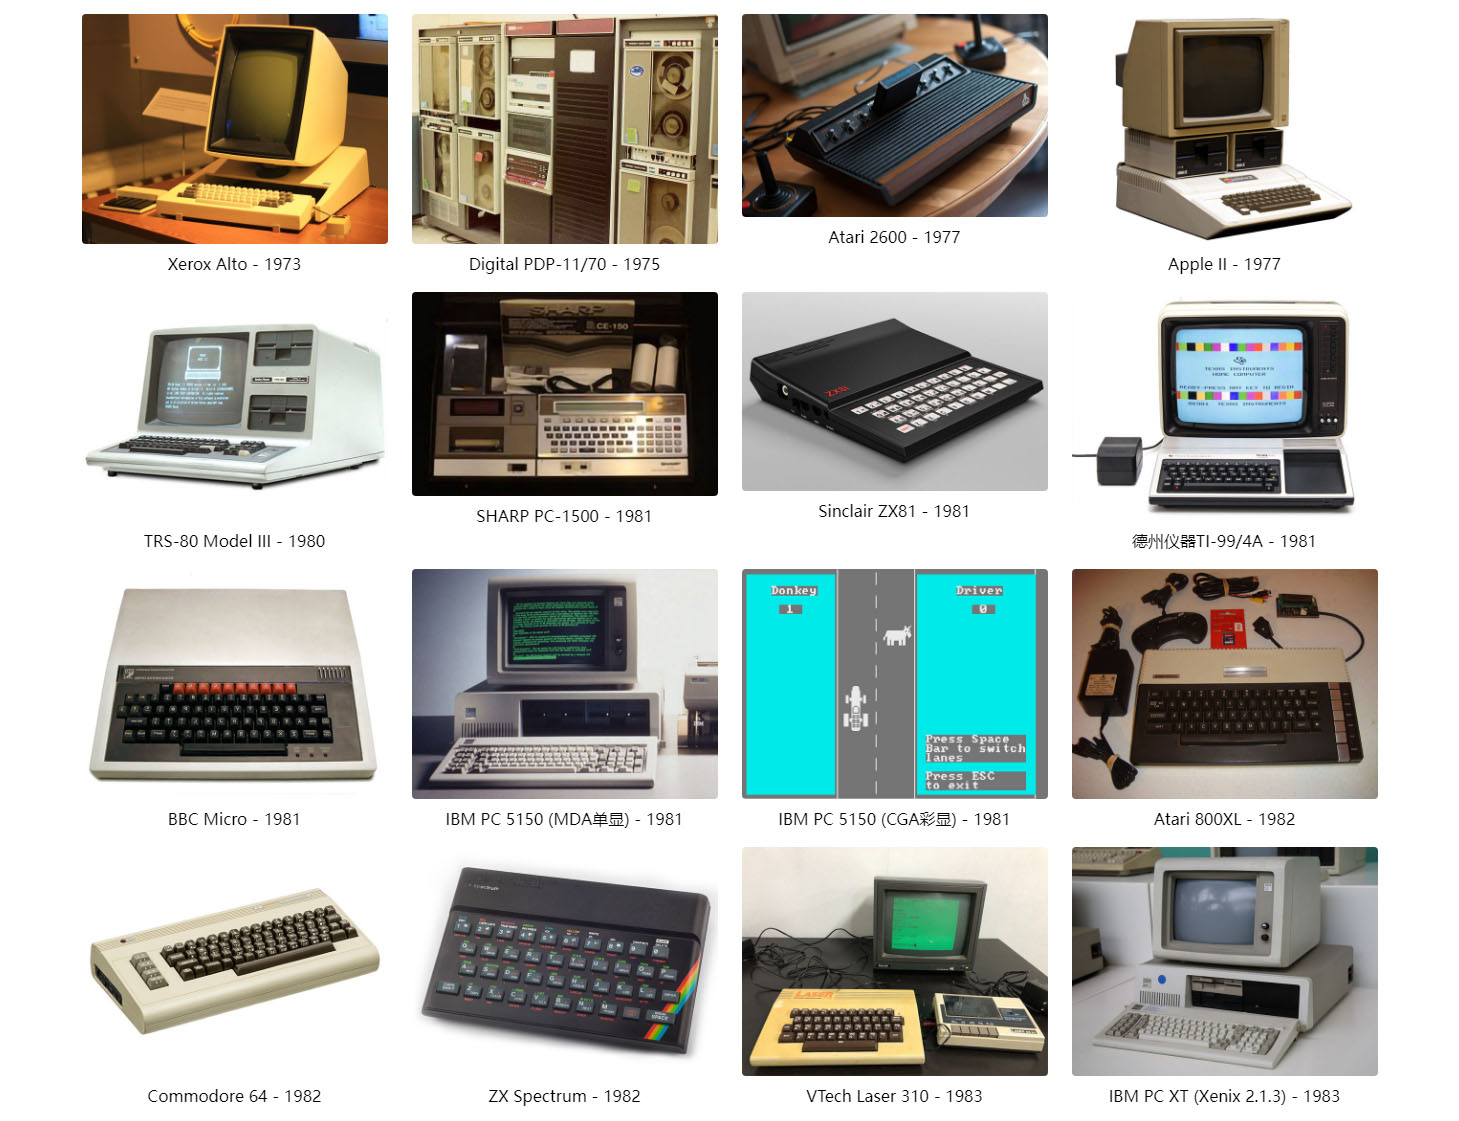 Xerox Alto - 1973
Digital PDP-11/70 - 1975
Atari 2600 - 1977
Apple II - 1977
SHARP
CE-150
ZX81
TEXAS INSTRUMENTS
HOME COMPUTER
READY-PRESS ANY KEY TO BEGIN
TEXAS INSTRUMENTS
TRS-80 Model III - 1980
SHARP PC-1500 - 1981
Sinclair ZX81 - 1981
德州仪器TI-99/4A - 1981
Donkey
1
Driver
0
Press Space
Bar to switch
lanes
Press ESC
to exit
BBC Micro - 1981
IBM PC 5150 (MDA单显) - 1981
IBM PC 5150 (CGA彩显) - 1981
Atari 800XL - 1982
LASER
Commodore 64 - 1982
ZX Spectrum - 1982
VTech Laser 310 - 1983
IBM PC XT (Xenix 2.1.3) - 1983